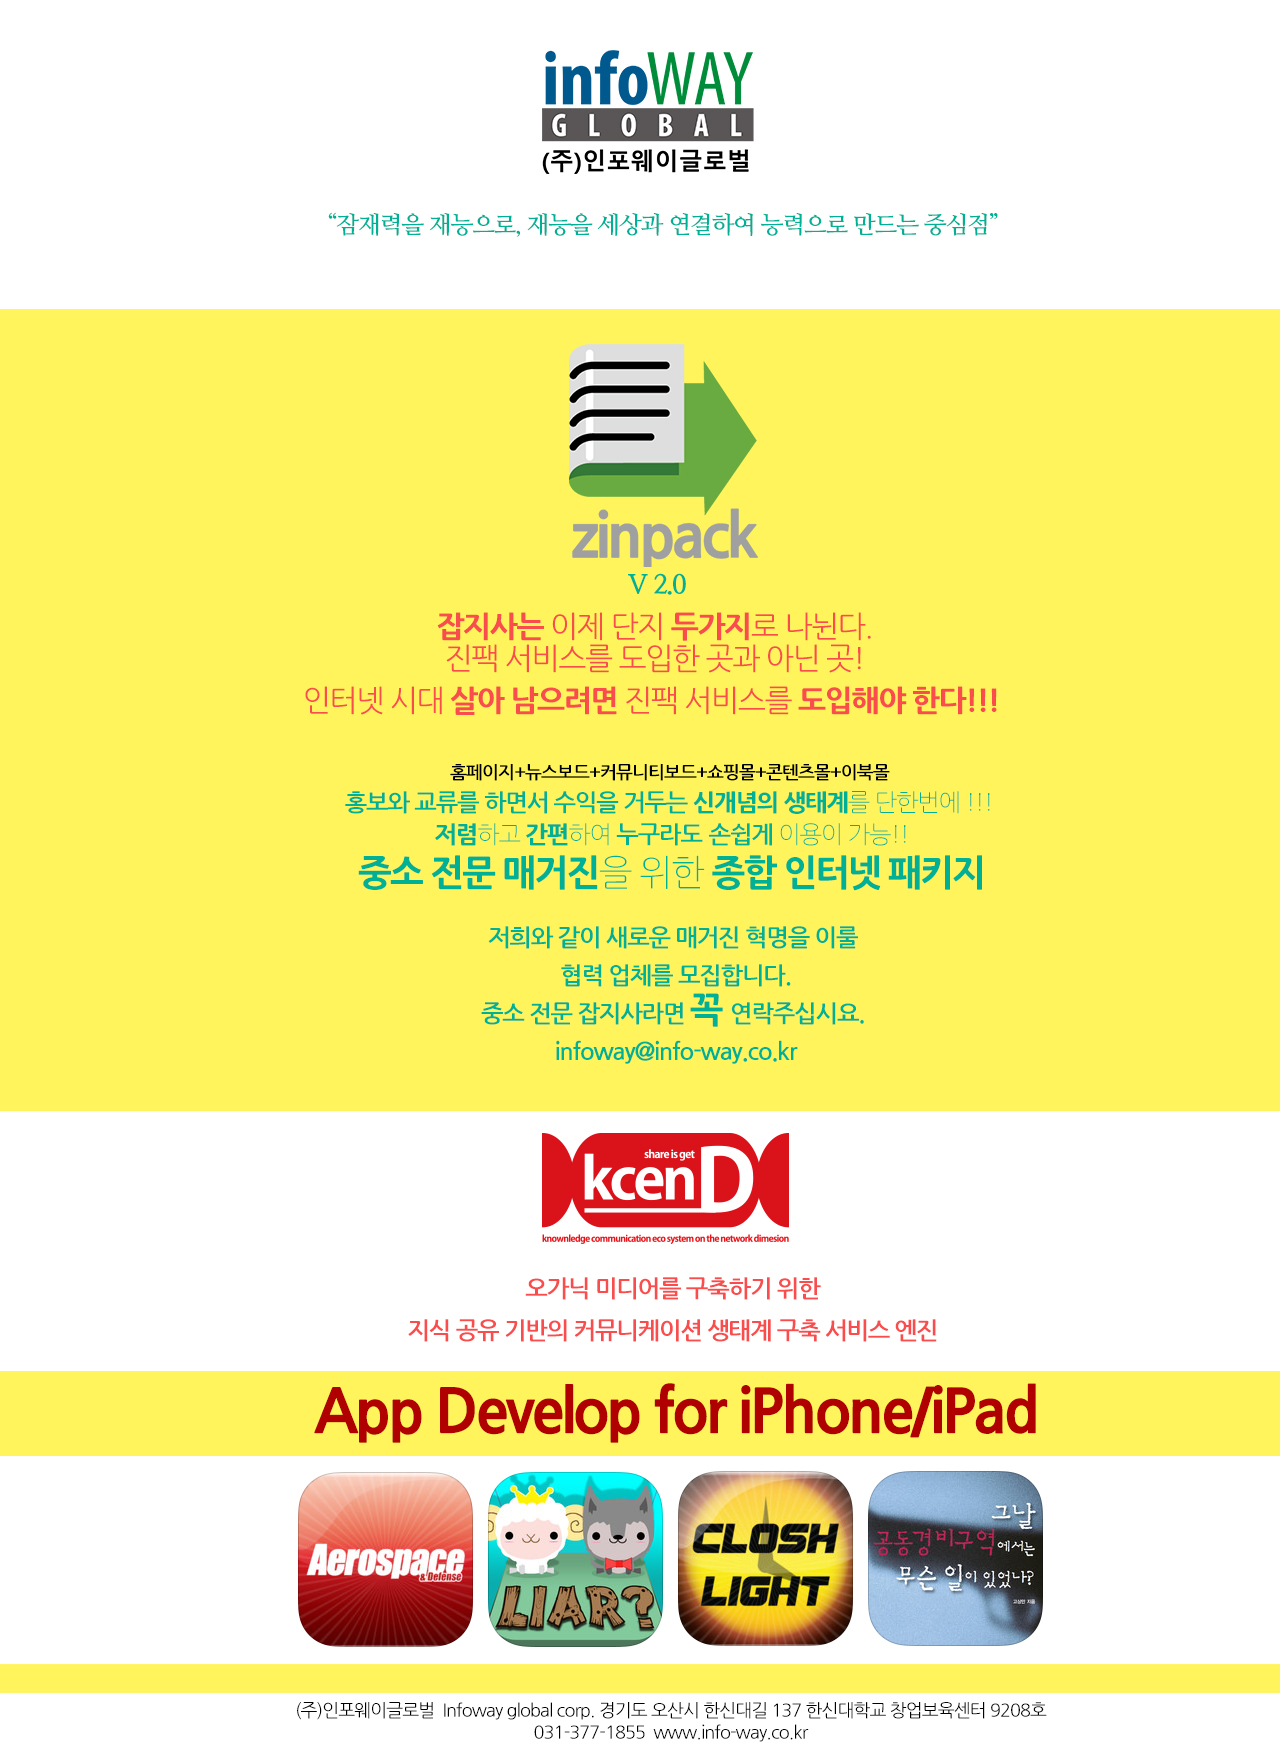 infoWAY
GLOBAL
(주)인포웨이글로벌
“잠재력을 재능으로, 재능을 세상과 연결하여 능력으로 만드는 중심점”
zinpack
V 2.0
잡지사는 이제 단지 두가지로 나뉜다.
진팩 서비스를 도입한 곳과 아닌 곳!
인터넷 시대 살아 남으려면 진팩 서비스를 도입해야 한다!!!
홈페이지+뉴스보드+커뮤니티보드+쇼핑몰+콘텐츠몰+이북몰
홍보와 교류를 하면서 수익을 거두는 신개념의 생태계를 단한번에 !!!
저렴하고 간편하여 누구라도 손쉽게 이용이 가능!!
중소 전문 매거진을 위한 종합 인터넷 패키지
저희와 같이 새로운 매거진 혁명을 이룰
협력 업체를 모집합니다.
중소 전문 잡지사라면 꼭 연락주십시요.
infoway@info-way.co.kr
share is get
kcenD
knownledge communication eco system on the network dimesion
오가닉 미디어를 구축하기 위한
지식 공유 기반의 커뮤니케이션 생태계 구축 서비스 엔진
App Develop for iPhone/iPad
Aerospace
& Defense
LIAR?
CLOSH
LIGHT
그날
공동경비구역에서는
무슨 일이 있었나?
고상만 지음
(주)인포웨이글로벌 Infoway global corp. 경기도 오산시 한신대길 137 한신대학교 창업보육센터 9208호
031-377-1855 www.info-way.co.kr